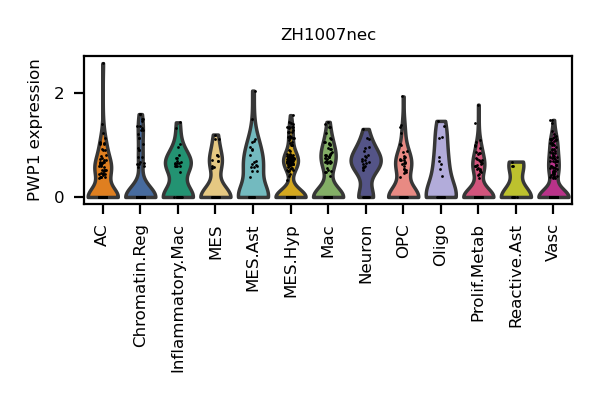 ZH1007nec
PWP1 expression
2
0
AC
Chromatin.Reg
Inflammatory.Mac
MES
MES.Ast
MES.Hyp
Mac
Neuron
OPC
Oligo
Prolif.Metab
Reactive.Ast
Vasc